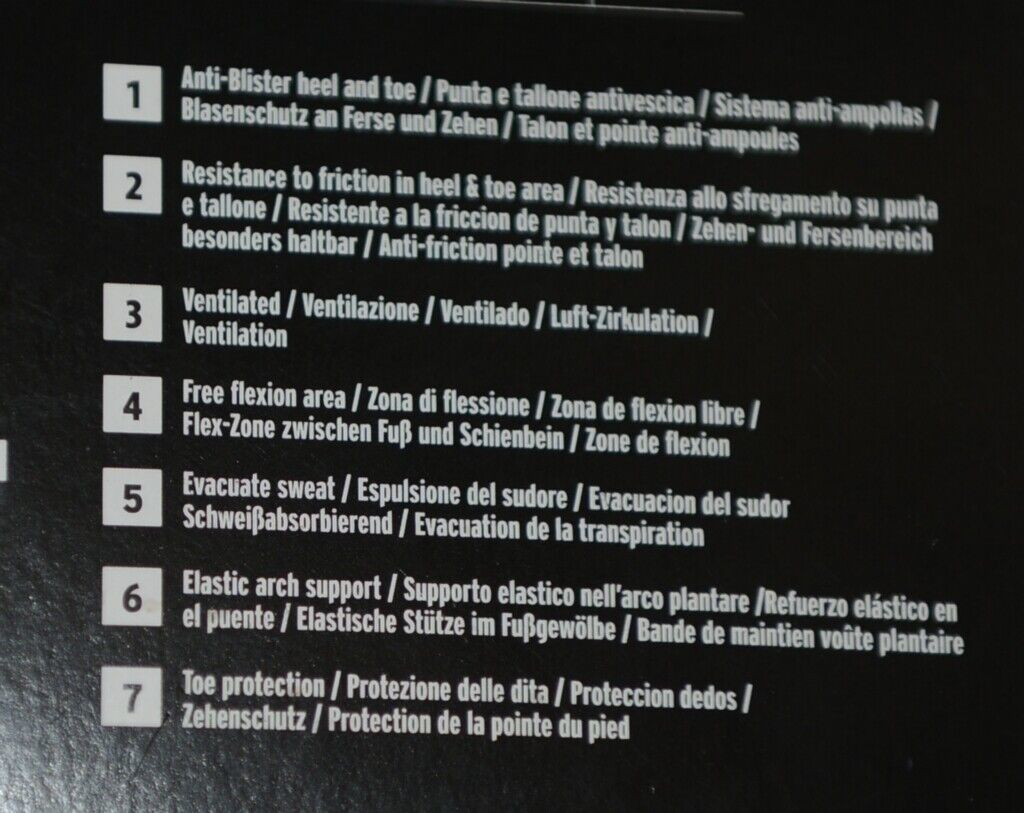 1 Anti-Blister heel and toe / Punta e tallone antivescica / Sistema anti-ampollas /
Blasenschutz an Ferse und Zehen / Talon et pointe anti-ampoules
2 Resistance to friction in heel & toe area / Resistenza allo sfregamento su punta
e tallone / Resistente a la friccion de punta y talon / Zehen- und Fersenbereich
besonders haltbar / Anti-friction pointe et talon
3 Ventilated / Ventilazione / Ventilado / Luft-Zirkulation /
Ventilation
4 Free flexion area / Zona di flessione / Zona de flexion libre /
Flex-Zone zwischen Fuß und Schienbein / Zone de flexion
5 Evacuate sweat / Espulsione del sudore / Evacuacion del sudor
Schweißabsorbierend / Evacuation de la transpiration
6 Elastic arch support / Supporto elastico nell'arco plantare /Refuerzo elástico en
el puente / Elastische Stütze im Fußgewölbe / Bande de maintien voûte plantaire
7 Toe protection / Protezione delle dita / Proteccion dedos /
Zehenschutz / Protection de la pointe du pied